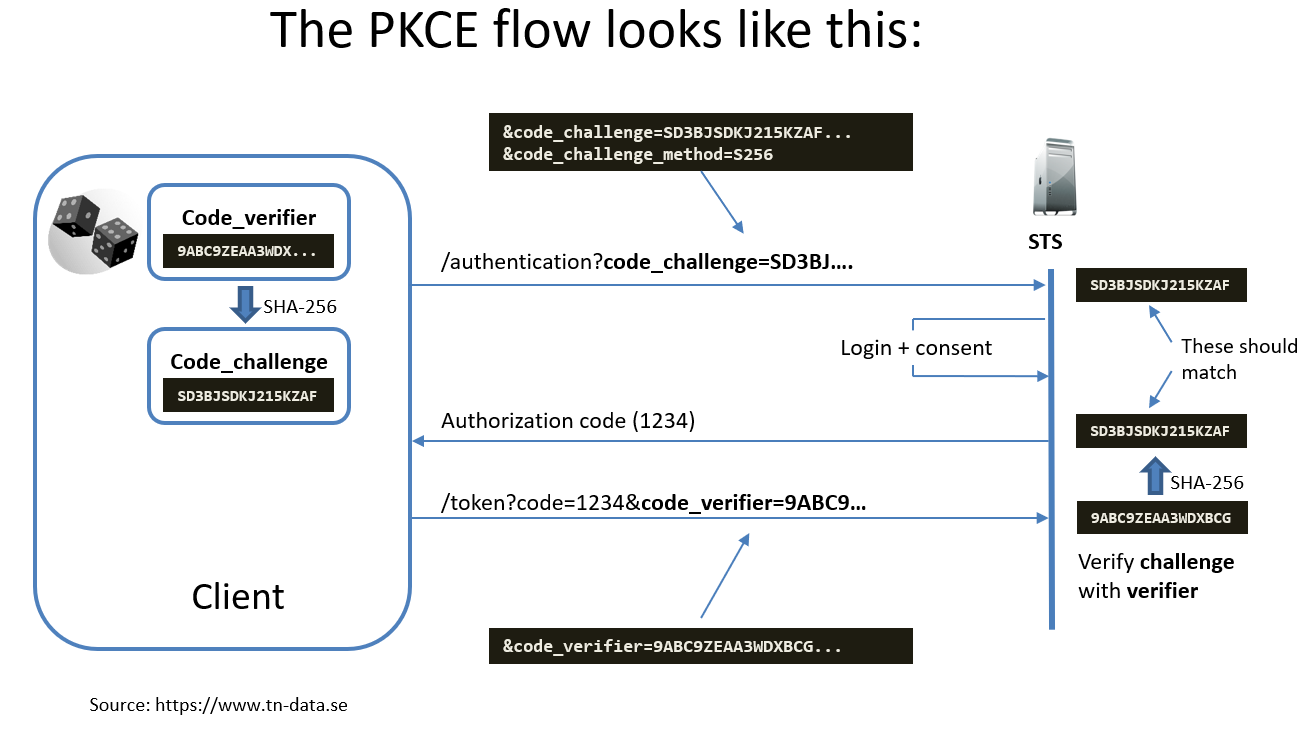 The PKCE flow looks like this:
&code_challenge=SD3BJSDKJ215KZAF...
&code_challenge_method=S256
Code_verifier
9ABC9ZEAA3WDX...
SHA-256
Code_challenge
SD3BJSDKJ215KZAF
Client
STS
/authentication?code_challenge=SD3BJ....
SD3BJSDKJ215KZAF
Login + consent
These should
match
Authorization code (1234)
SD3BJSDKJ215KZAF
SHA-256
/token?code=1234&code_verifier=9ABC9...
9ABC9ZEAA3WDXBCG
Verify challenge
with verifier
&code_verifier=9ABC9ZEAA3WDXBCG...
Source: https://www.tn-data.se